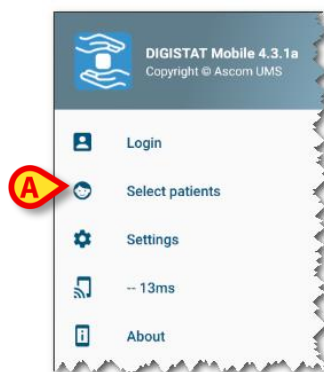 DIGISTAT Mobile 4.3.1a
Copyright © Ascom UMS
Login
A
Select patients
Settings
-- 13ms
About